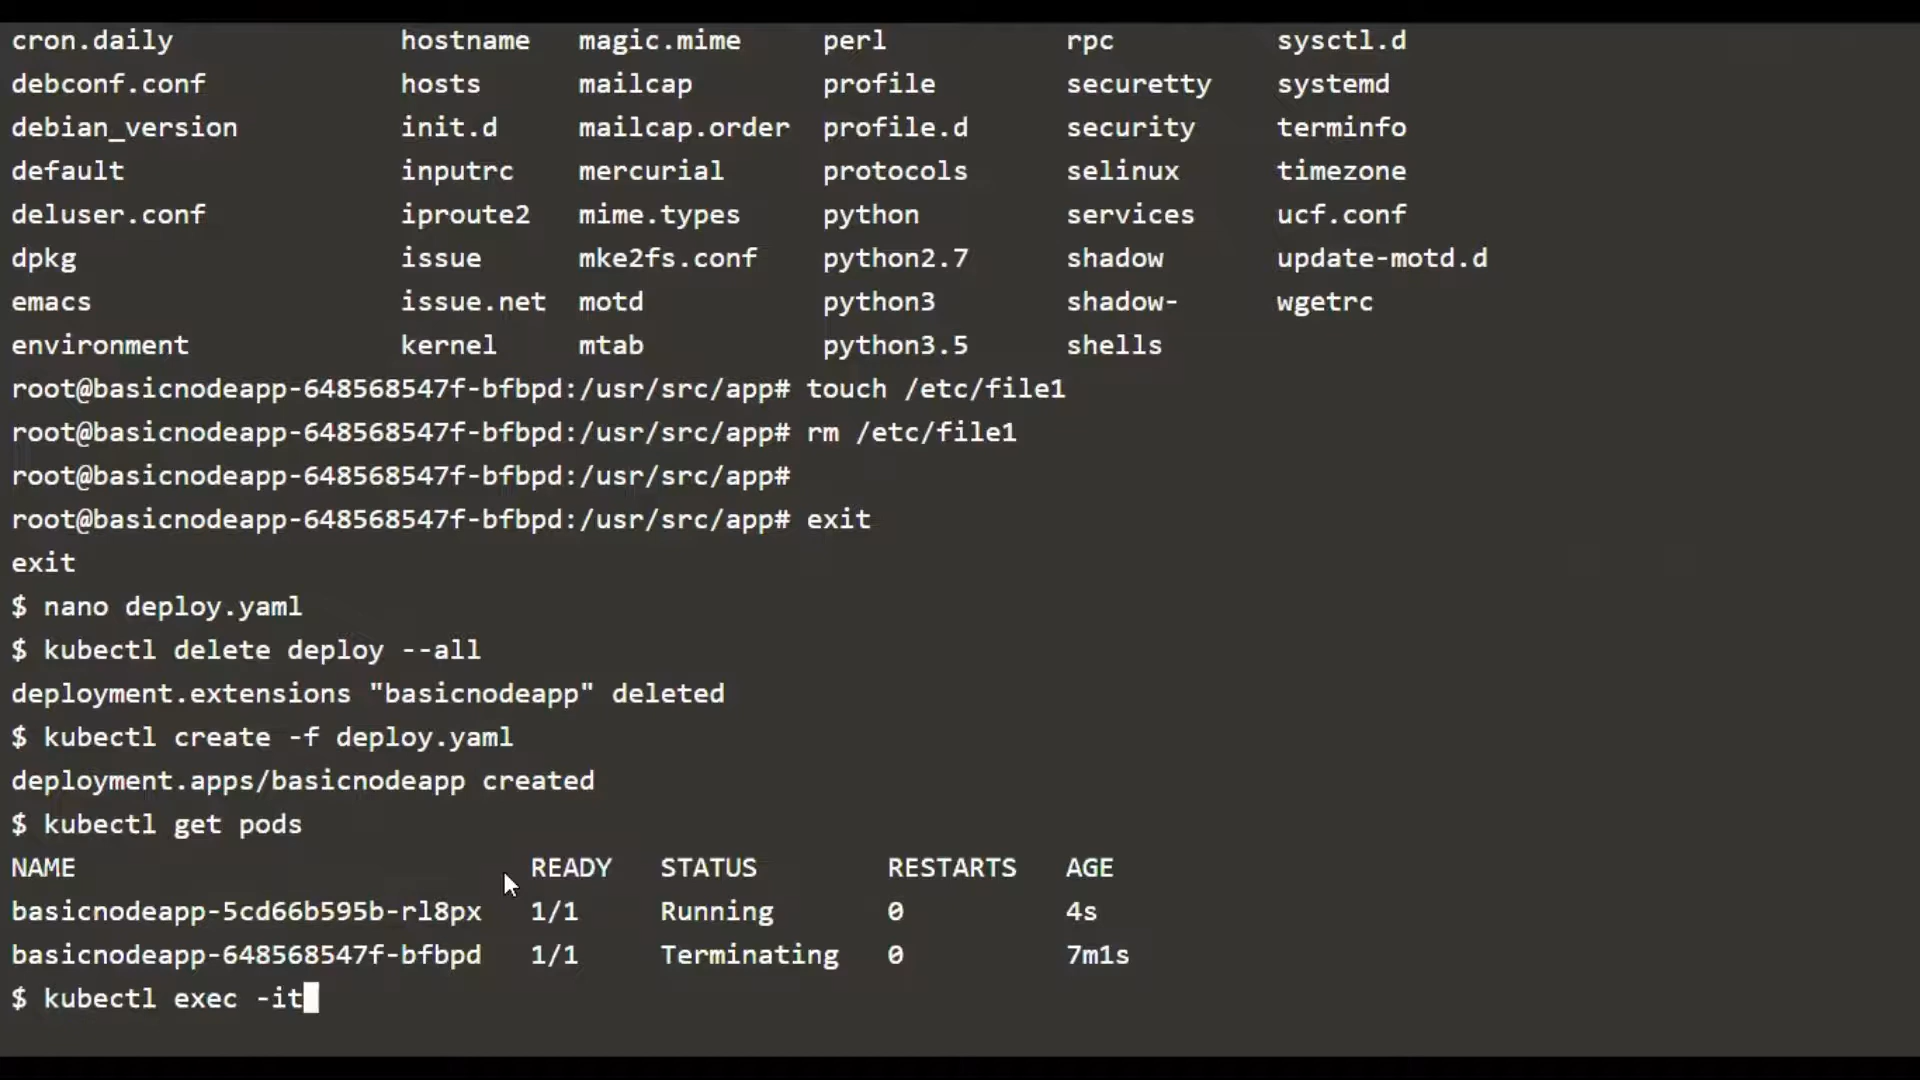 cron.daily hostname magic.mime perl rpc sysctl.d
debconf.conf hosts mailcap profile securetty systemd
debian_version init.d mailcap.order profile.d security terminfo
default inputrc mercurial protocols selinux timezone
deluser.conf iproute2 mime.types python services ucf.conf
dpkg issue mke2fs.conf python2.7 shadow update-motd.d
emacs issue.net motd python3 shadow- wgetrc
environment kernel mtab python3.5 shells
root@basicnodeapp-648568547f-bfbpd:/usr/src/app# touch /etc/file1
root@basicnodeapp-648568547f-bfbpd:/usr/src/app# rm /etc/file1
root@basicnodeapp-648568547f-bfbpd:/usr/src/app#
root@basicnodeapp-648568547f-bfbpd:/usr/src/app# exit
exit
$ nano deploy.yaml
$ kubectl delete deploy --all
deployment.extensions "basicnodeapp" deleted
$ kubectl create -f deploy.yaml
deployment.apps/basicnodeapp created
$ kubectl get pods
NAME READY STATUS RESTARTS AGE
basicnodeapp-5cd66b595b-rl8px 1/1 Running 0 4s
basicnodeapp-648568547f-bfbpd 1/1 Terminating 0 7m1s
$ kubectl exec -it